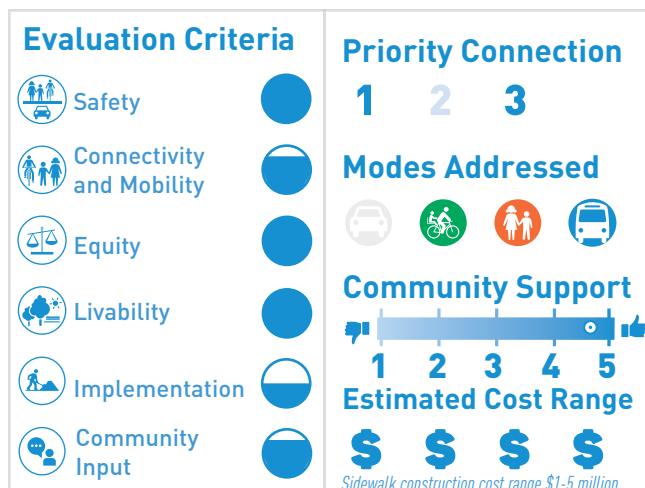 Evaluation Criteria
Safety
Connectivity
and Mobility
Equity
Livability
Implementation
Community
Input
Priority Connection
1 2 3
Modes Addressed
Community Support
1 2 3 4 5
Estimated Cost Range
$ $ $ $
Sidewalk construction cost range $1-5 million